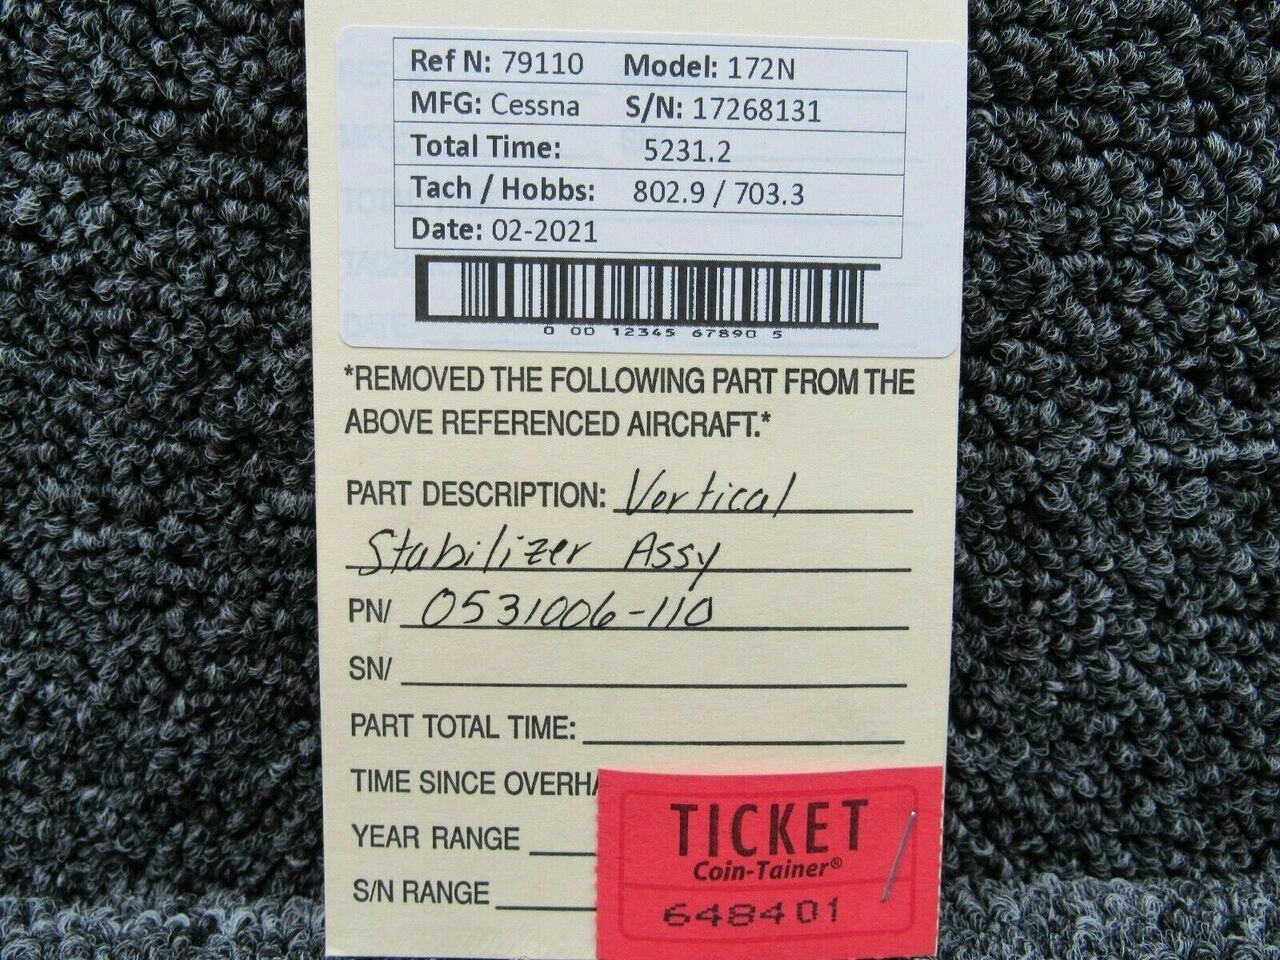 Ref N: 79110 Model: 172N
MFG: Cessna S/N: 17268131
Total Time: 5231.2
Tach / Hobbs: 802.9 / 703.3
Date: 02-2021
0 00 12345 67890 5
*REMOVED THE FOLLOWING PART FROM THE
ABOVE REFERENCED AIRCRAFT.*
PART DESCRIPTION: Vertical
Stabilizer Assy
PN/ 0531006-110
SN/
PART TOTAL TIME:
TIME SINCE OVERHA
YEAR RANGE
S/N RANGE
TICKET
Coin-Tainer®
648401